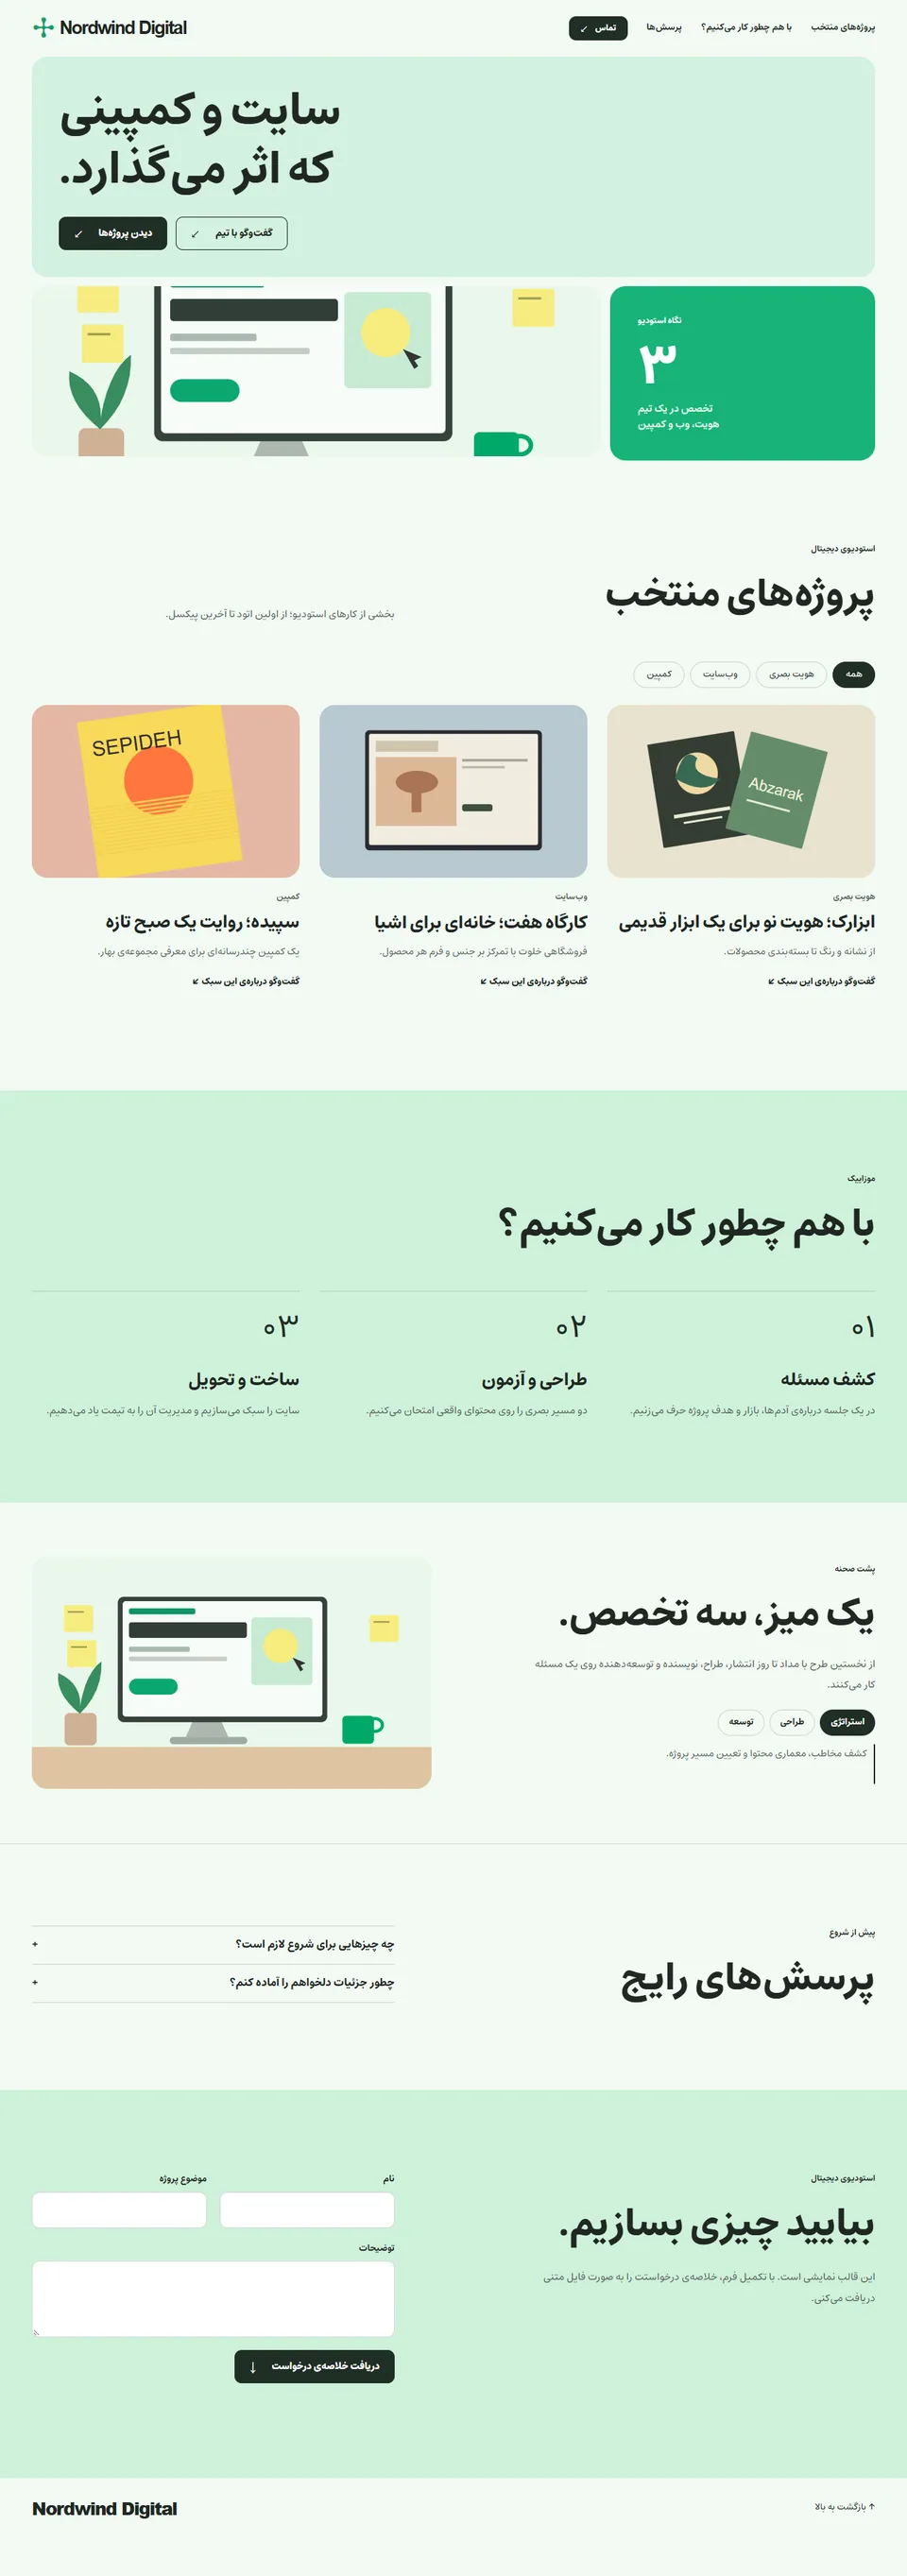 پروژه‌های منتخب
با هم چطور کار می‌کنیم؟
پرسش‌ها
تماس ↙
Nordwind Digital
سایت و کمپینی
که اثر می‌گذارد.
گفت‌وگو با تیم ↙
دیدن پروژه‌ها ↙
نگاه استودیو
۳
تخصص در یک تیم
هویت، وب و کمپین
استودیوی دیجیتال
پروژه‌های منتخب
بخشی از کارهای استودیو؛ از اولین اتود تا آخرین پیکسل.
همه
هویت بصری
وب‌سایت
کمپین
Abzarak
هویت بصری
ابزارک؛ هویت نو برای یک ابزار قدیمی
از نشانه و رنگ تا بسته‌بندی محصولات.
گفت‌وگو درباره‌ی این سبک ↙
وب‌سایت
کارگاه هفت؛ خانه‌ای برای اشیا
فروشگاهی خلوت با تمرکز بر جنس و فرم هر محصول.
گفت‌وگو درباره‌ی این سبک ↙
SEPIDEH
کمپین
سپیده؛ روایت یک صبح تازه
یک کمپین چندرسانه‌ای برای معرفی مجموعه‌ی بهار.
گفت‌وگو درباره‌ی این سبک ↙
موزاییک
با هم چطور کار می‌کنیم؟
۰۱
کشف مسئله
در یک جلسه درباره‌ی آدم‌ها، بازار و هدف پروژه حرف می‌زنیم.
۰۲
طراحی و آزمون
دو مسیر بصری را روی محتوای واقعی امتحان می‌کنیم.
۰۳
ساخت و تحویل
سایت را سبک می‌سازیم و مدیریت آن را به تیمت یاد می‌دهیم.
پشت صحنه
یک میز، سه تخصص.
از نخستین طرح با مداد تا روز انتشار، طراح، نویسنده و توسعه‌دهنده روی یک مسئله
کار می‌کنند.
استراتژی
طراحی
توسعه
کشف مخاطب، معماری محتوا و تعیین مسیر پروژه.
پیش از شروع
پرسش‌های رایج
چه چیزهایی برای شروع لازم است؟ +
چطور جزئیات دلخواهم را آماده کنم؟ +
استودیوی دیجیتال
بیایید چیزی بسازیم.
این قالب نمایشی است. با تکمیل فرم، خلاصه‌ی درخواستت را به صورت فایل متنی
دریافت می‌کنی.
نام
موضوع پروژه
توضیحات
دریافت خلاصه‌ی درخواست ↓
↑ بازگشت به بالا
Nordwind Digital